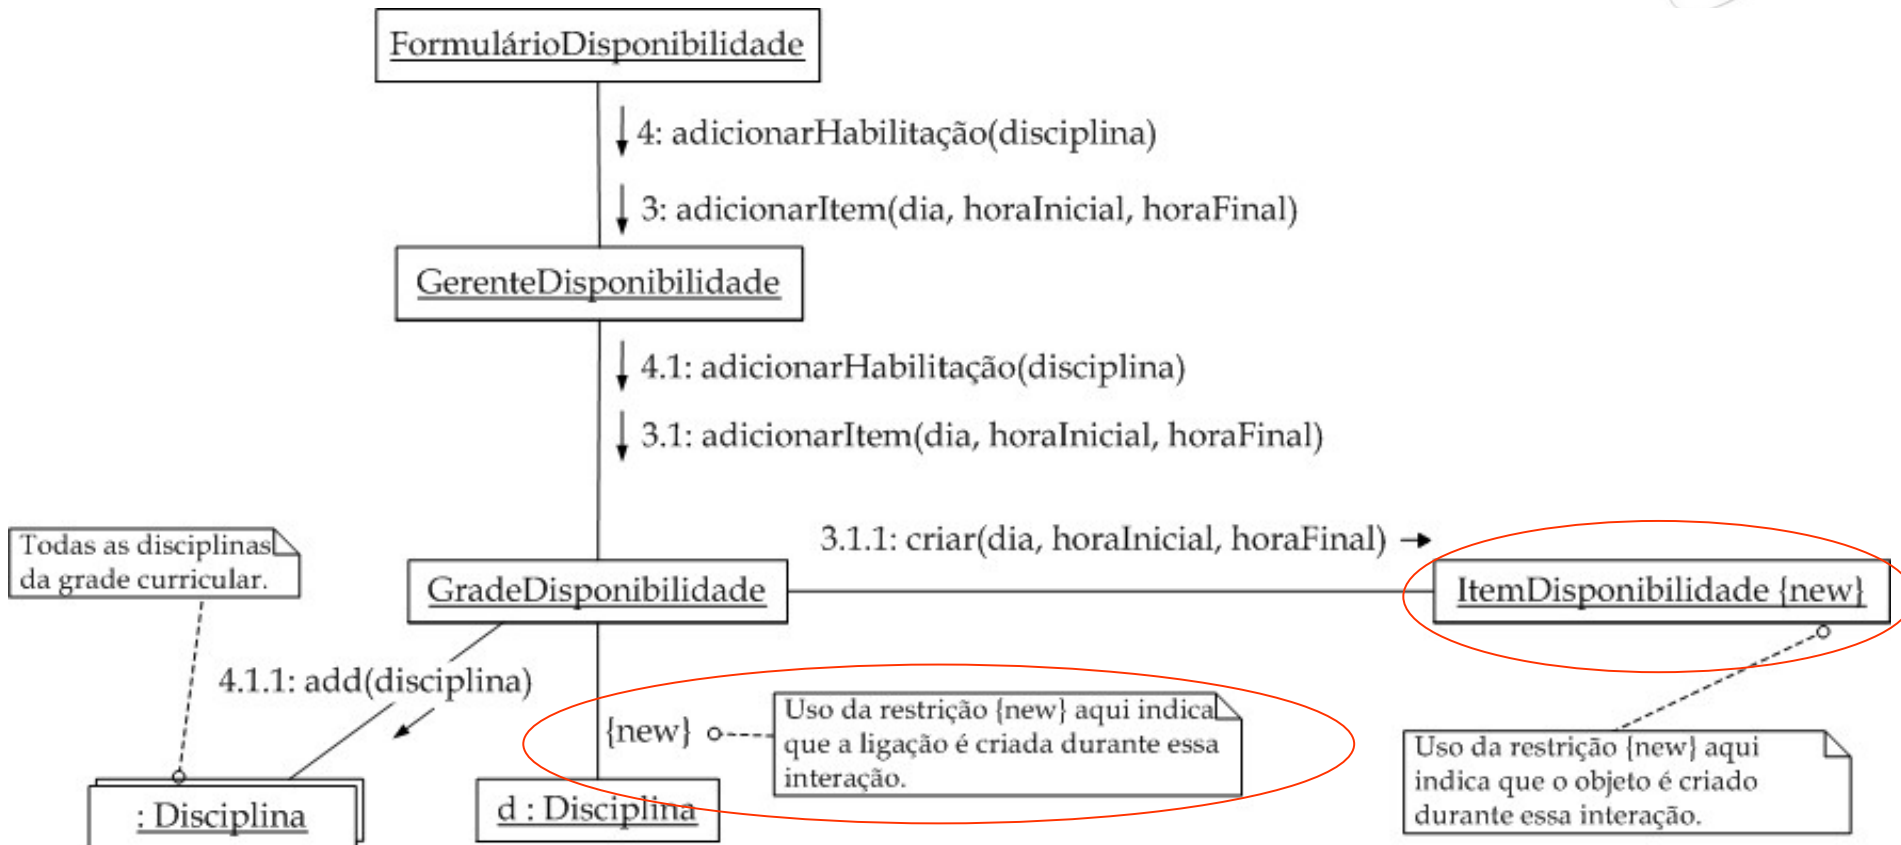 FormulárioDisponibilidade
4: adicionarHabilitação(disciplina)
3: adicionarItem(dia, horaInicial, horaFinal)
GerenteDisponibilidade
4.1: adicionarHabilitação(disciplina)
3.1: adicionarItem(dia, horaInicial, horaFinal)
Todas as disciplinas
da grade curricular.
3.1.1: criar(dia, horaInicial, horaFinal)
GradeDisponibilidade
ItemDisponibilidade {new}
4.1.1: add(disciplina)
{new}
Uso da restrição {new} aqui indica
que a ligação é criada durante essa
interação.
Uso da restrição {new} aqui
indica que o objeto é criado
durante essa interação.
: Disciplina
d : Disciplina